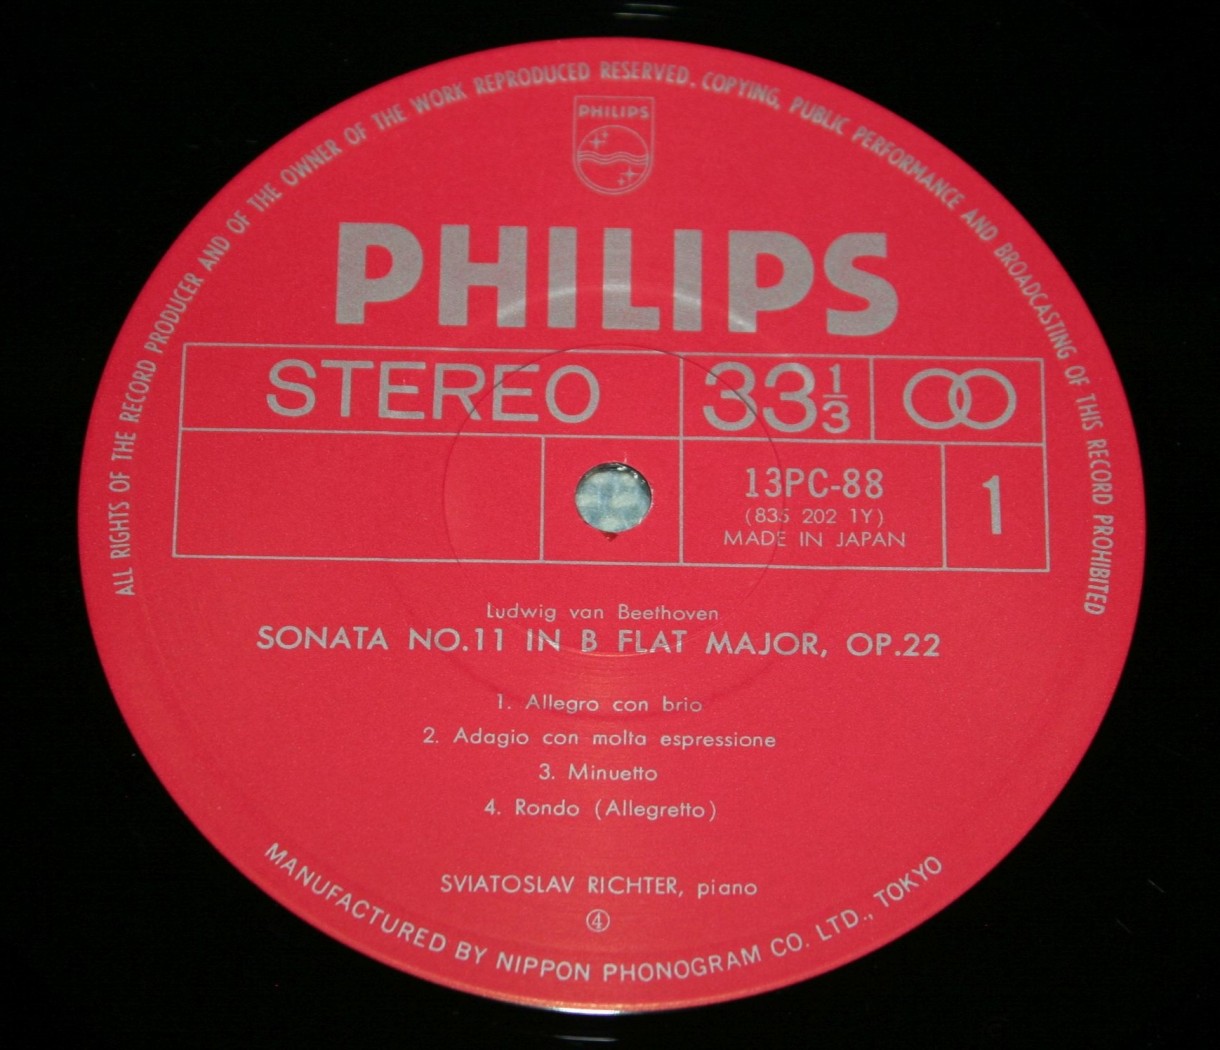 ALL RIGHTS OF THE RECORD PRODUCER AND OF THE OWNER OF THE WORK REPRODUCED RESERVED. COPYING, PUBLIC PERFORMANCE AND BROADCASTING OF THIS RECORD PROHIBITED
PHILIPS
PHILIPS
STEREO 33 1/3
13PC-88 1
(835 202 1Y)
MADE IN JAPAN
Ludwig van Beethoven
SONATA NO.11 IN B FLAT MAJOR, OP.22
1. Allegro con brio
2. Adagio con molta espressione
3. Minuetto
4. Rondo (Allegretto)
SVIATOSLAV RICHTER, piano
④
MANUFACTURED BY NIPPON PHONOGRAM CO. LTD., TOKYO